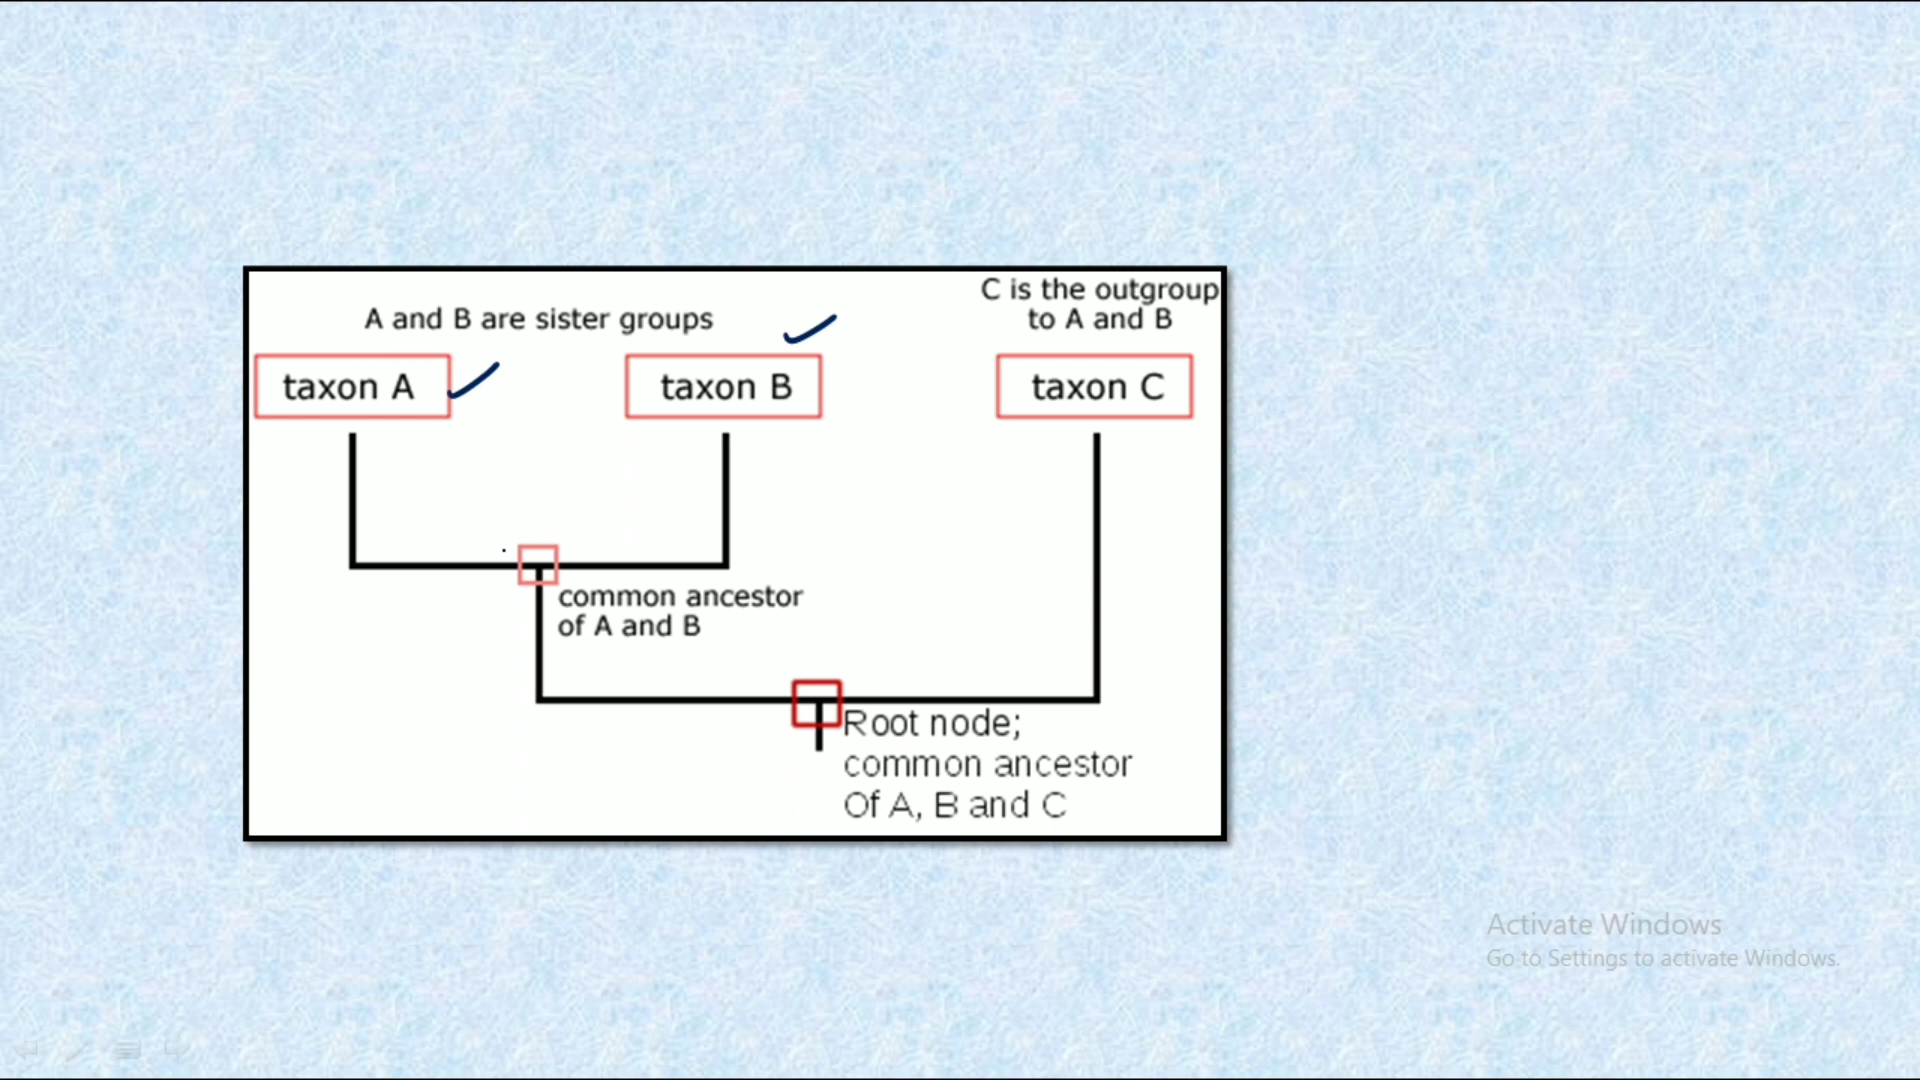 A and B are sister groups
C is the outgroup
to A and B
taxon A
taxon B
taxon C
common ancestor
of A and B
Root node;
common ancestor
Of A, B and C
Activate Windows
Go to Settings to activate Windows.